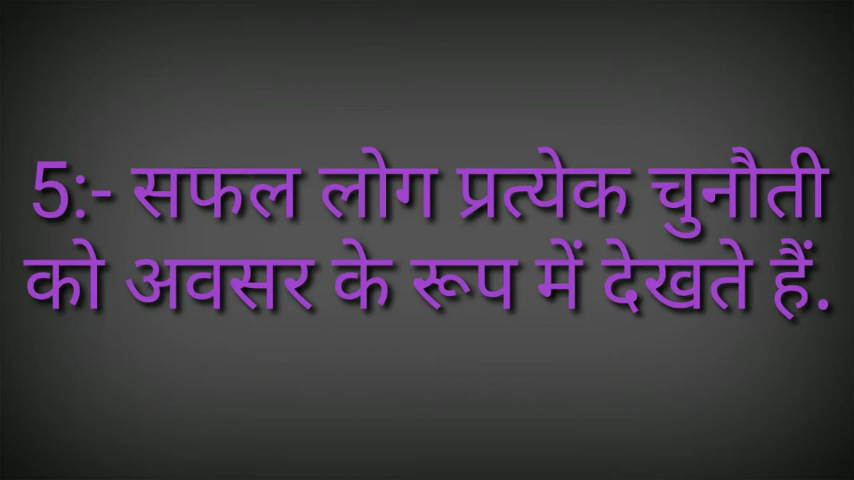 5:- सफल लोग प्रत्येक चुनौती
को अवसर के रूप में देखते हैं.